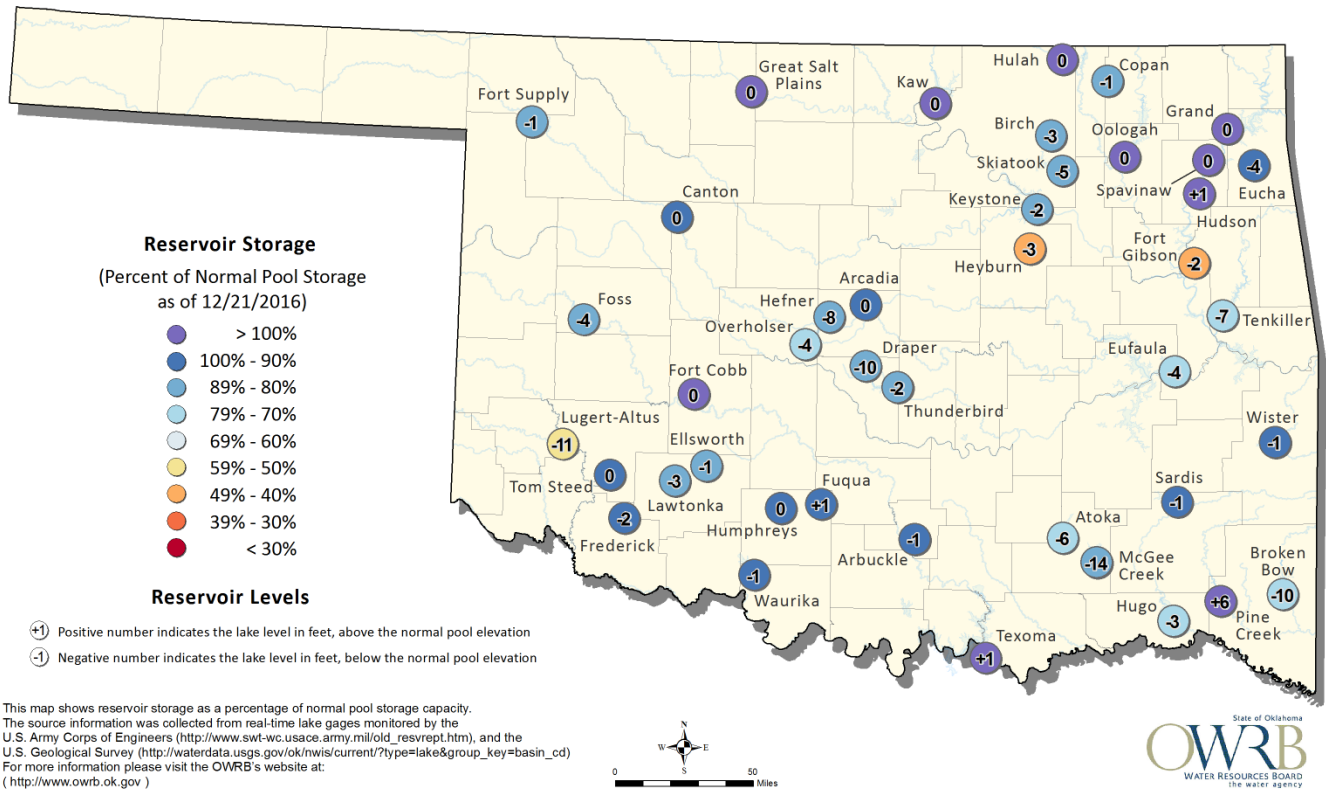 Hulah
0
Copan
-1
Great Salt
Plains
0
Kaw
0
Fort Supply
-1
Grand
0
Birch
-3
Oologah
0
Skiatook
-5
Spavinaw
0
-4
Eucha
+1
Hudson
Canton
0
Keystone
-2
Reservoir Storage
(Percent of Normal Pool Storage
as of 12/21/2016)
> 100%
100% - 90%
89% - 80%
79% - 70%
69% - 60%
59% - 50%
49% - 40%
39% - 30%
< 30%
Heyburn
-3
Fort
Gibson
-2
Arcadia
0
Hefner
-8
Foss
-4
Overholser
-4
-7
Tenkiller
Draper
-10
Eufaula
-4
Fort Cobb
0
-2
Thunderbird
Lugert-Altus
-11
Ellsworth
-1
Wister
-1
Tom Steed
0
-3
Lawtonka
Fuqua
+1
Sardis
-1
-2
Frederick
0
Humphreys
-1
Arbuckle
Atoka
-6
-14
McGee
Creek
Broken
Bow
-10
-1
Waurika
Hugo
-3
+6
Pine
Creek
Texoma
+1
Reservoir Levels
+1 Positive number indicates the lake level in feet, above the normal pool elevation
-1 Negative number indicates the lake level in feet, below the normal pool elevation
This map shows reservoir storage as a percentage of normal pool storage capacity.
The source information was collected from real-time lake gages monitored by the
U.S. Army Corps of Engineers (http://www.swt-wc.usace.army.mil/old_resvrept.htm), and the
U.S. Geological Survey (http://waterdata.usgs.gov/ok/nwis/current/?type=lake&group_key=basin_cd)
For more information please visit the OWRB's website at:
( http://www.owrb.ok.gov )
N
W E
S
0 50
Miles
State of Oklahoma
OWRB
WATER RESOURCES BOARD
the water agency